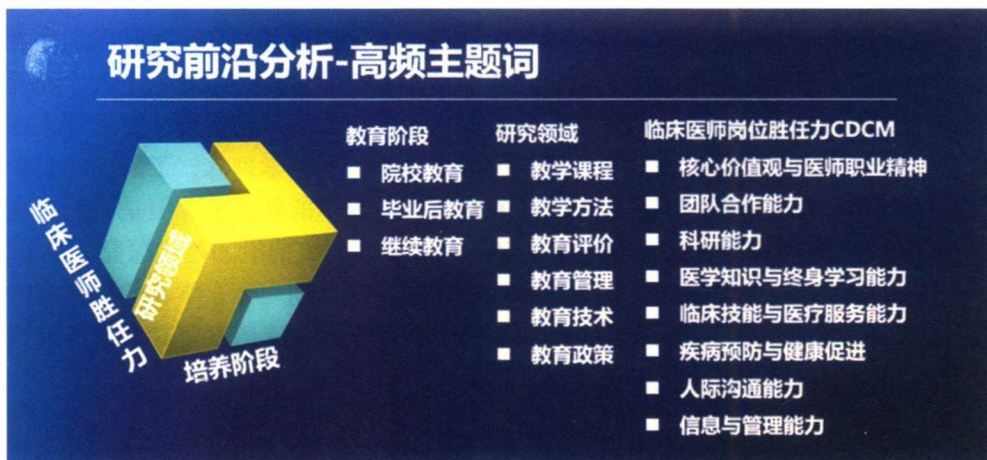 研究前沿分析-高频主题词
临床医师胜任力
研究领域
培养阶段
教育阶段
■ 院校教育
■ 毕业后教育
■ 继续教育
研究领域
■ 教学课程
■ 教学方法
■ 教育评价
■ 教育管理
■ 教育技术
■ 教育政策
临床医师岗位胜任力CDCM
■ 核心价值观与医师职业精神
■ 团队合作能力
■ 科研能力
■ 医学知识与终身学习能力
■ 临床技能与医疗服务能力
■ 疾病预防与健康促进
■ 人际沟通能力
■ 信息与管理能力